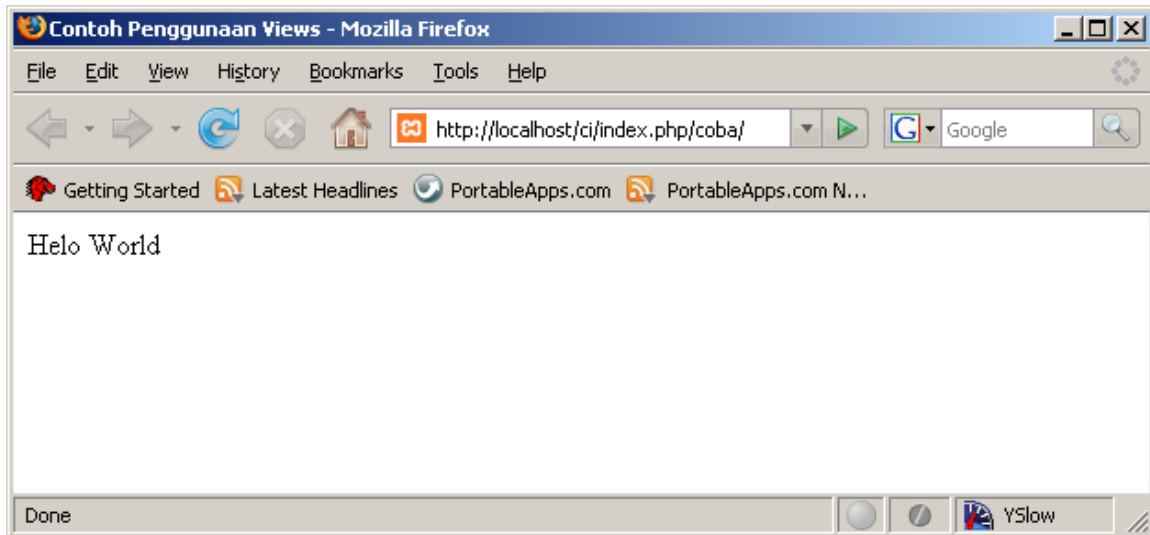 Contoh Penggunaan Views - Mozilla Firefox
File Edit View History Bookmarks Tools Help
http://localhost/ci/index.php/coba/ G Google
Getting Started Latest Headlines PortableApps.com PortableApps.com N...
Helo World
Done YSlow